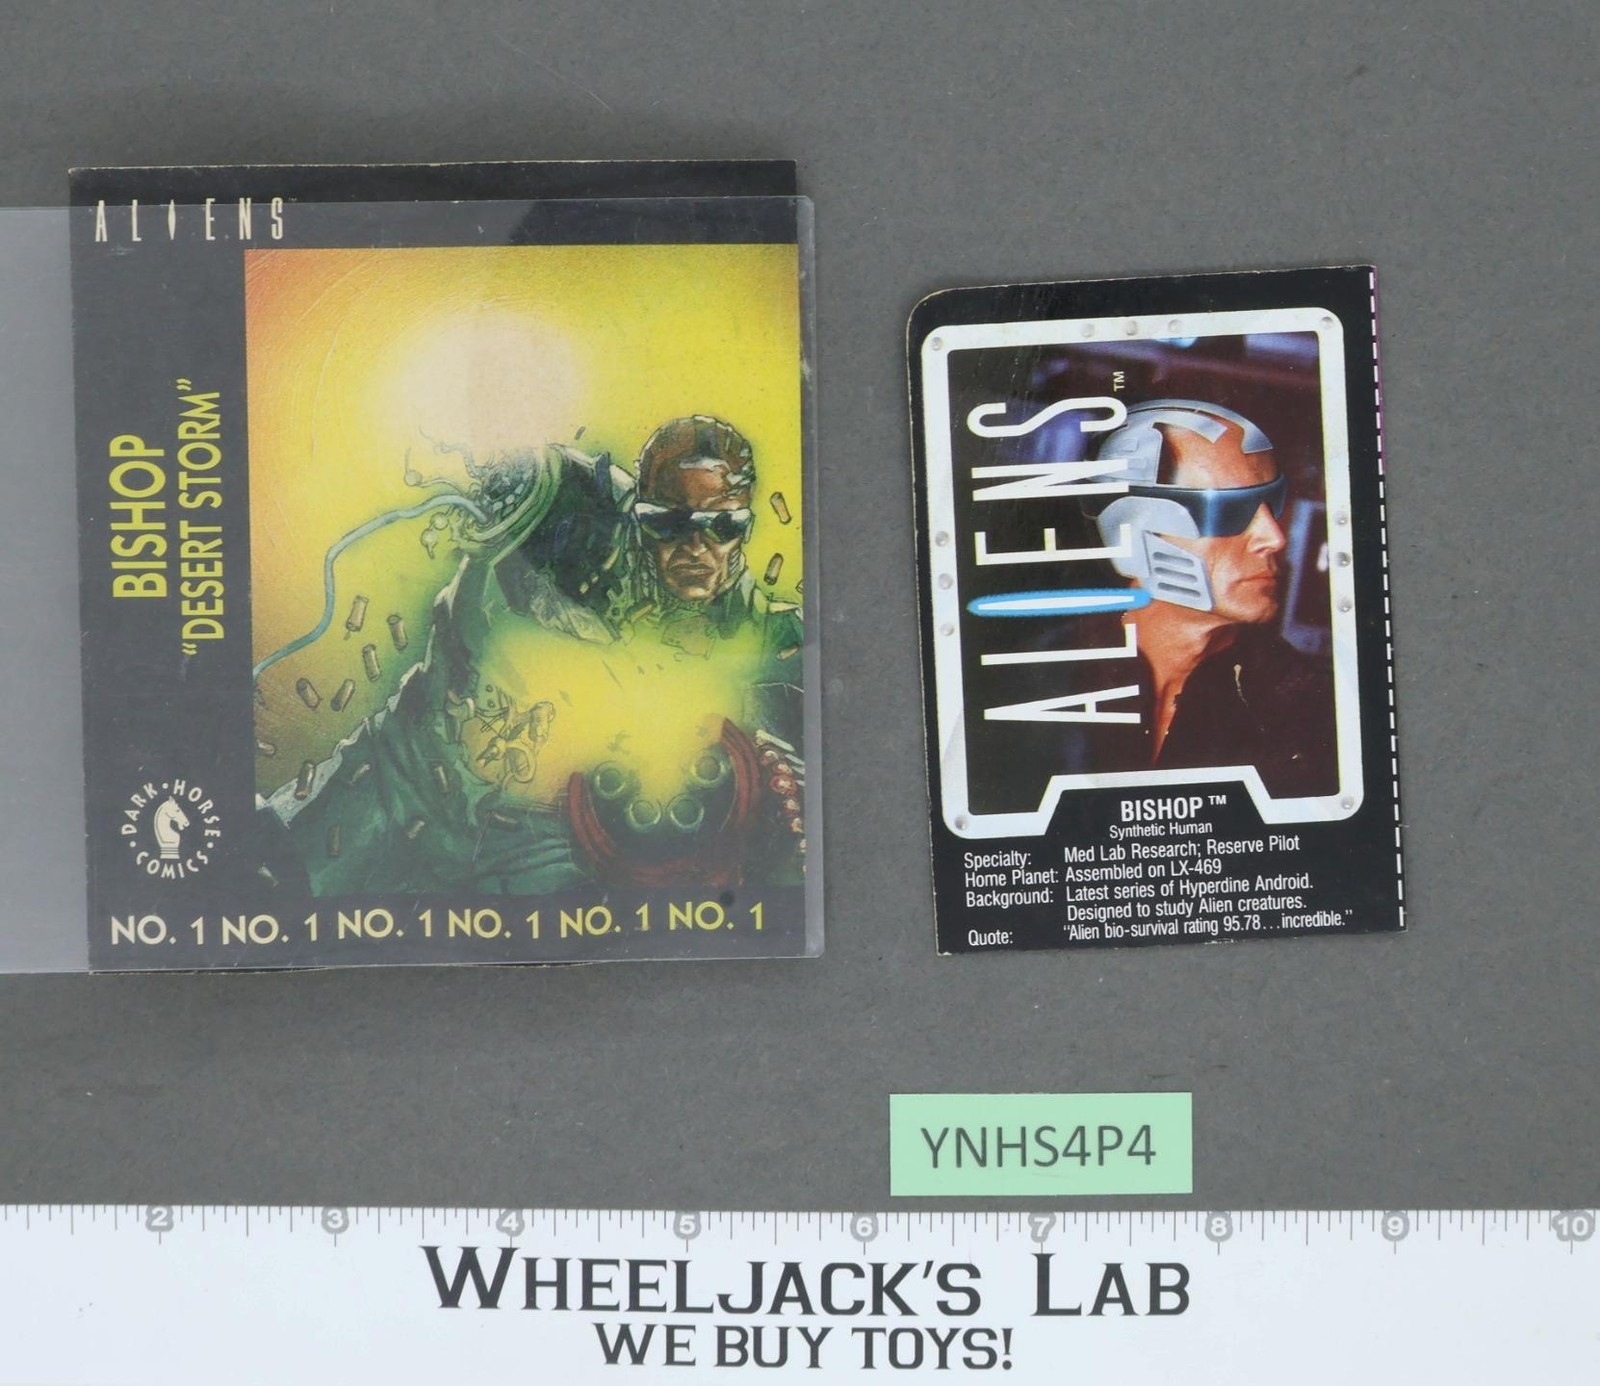 ALIENS
BISHOP
“DESERT STORM”
DARK • HORSE • COMICS •
NO. 1 NO. 1 NO. 1 NO. 1 NO. 1 NO. 1
ALIENS™
BISHOP™
Synthetic Human
Specialty: Med Lab Research; Reserve Pilot
Home Planet: Assembled on LX-469
Background: Latest series of Hyperdine Android.
Designed to study Alien creatures.
Quote: “Alien bio-survival rating 95.78...incredible.”
YNHS4P4
2 3 4 5 6 7 8 9 10
WHEELJACK'S LAB
WE BUY TOYS!